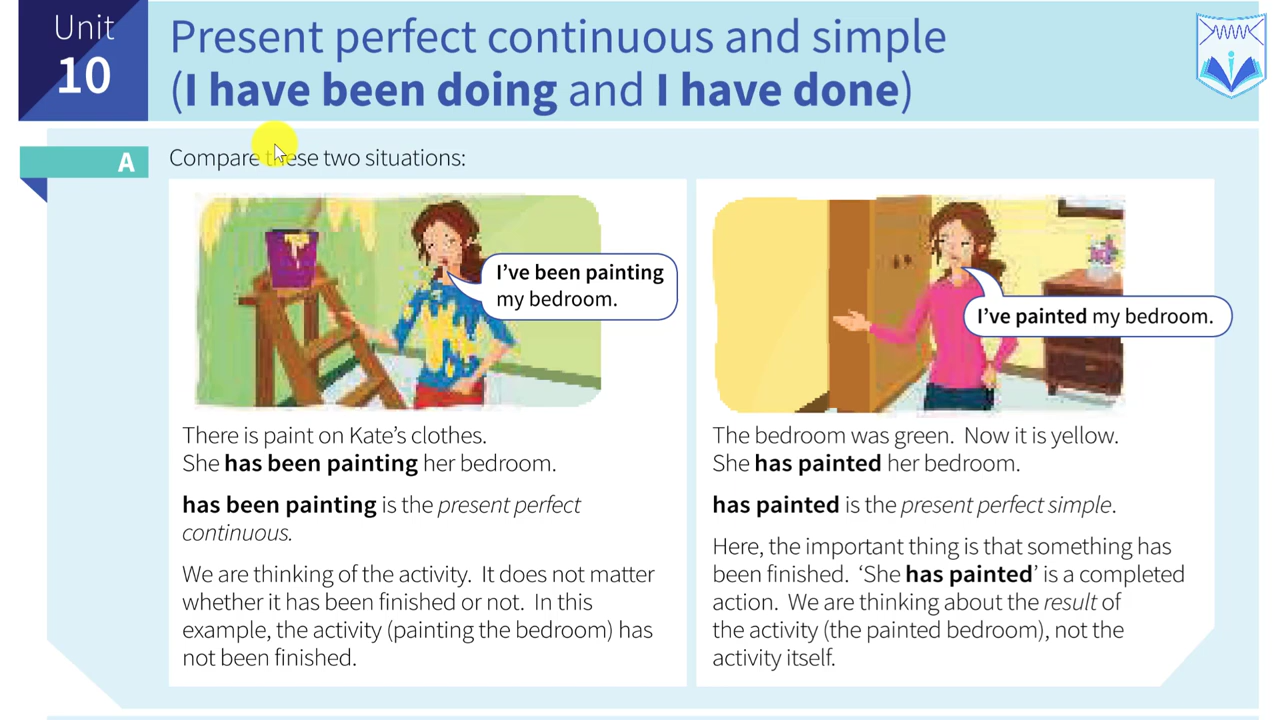 Unit
10
Present perfect continuous and simple
(I have been doing and I have done)
A
Compare these two situations:
I've been painting
my bedroom.
There is paint on Kate's clothes.
She has been painting her bedroom.
has been painting is the present perfect
continuous.
We are thinking of the activity. It does not matter
whether it has been finished or not. In this
example, the activity (painting the bedroom) has
not been finished.
I've painted my bedroom.
The bedroom was green. Now it is yellow.
She has painted her bedroom.
has painted is the present perfect simple.
Here, the important thing is that something has
been finished. ‘She has painted’ is a completed
action. We are thinking about the result of
the activity (the painted bedroom), not the
activity itself.